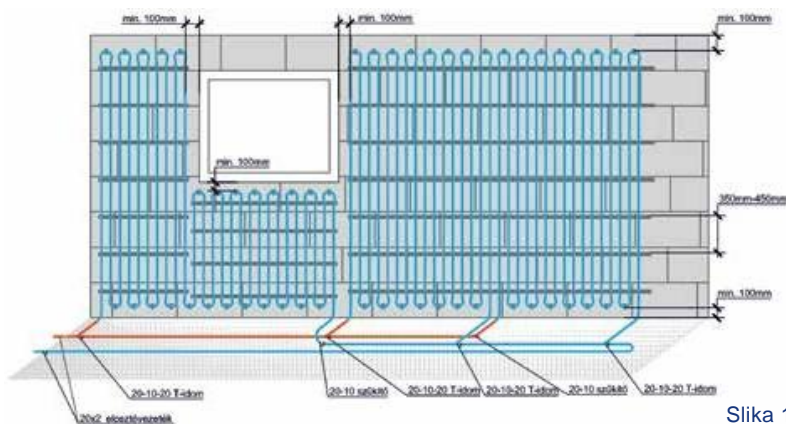 min. 100mm
min. 100mm
min. 100mm
min. 100mm
350mm-450mm
min. 100mm
20-10-20 T-idom
20-10 szűkítő
20-10-20 T-idom
20-10-20 T-idom
20-10 szűkítő
20-10-20 T-idom
20x2 elosztóvezeték
Slika 1